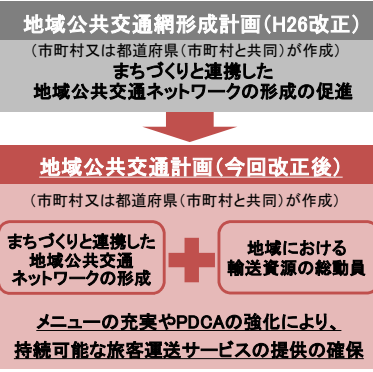 地域公共交通網形成計画（H26改正）
（市町村又は都道府県（市町村と共同）が作成）
まちづくりと連携した
地域公共交通ネットワークの形成の促進
地域公共交通計画（今回改正後）
（市町村又は都道府県（市町村と共同）が作成）
まちづくりと連携した
地域公共交通
ネットワークの形成
地域における
輸送資源の総動員
メニューの充実やPDCAの強化により、
持続可能な旅客運送サービスの提供の確保